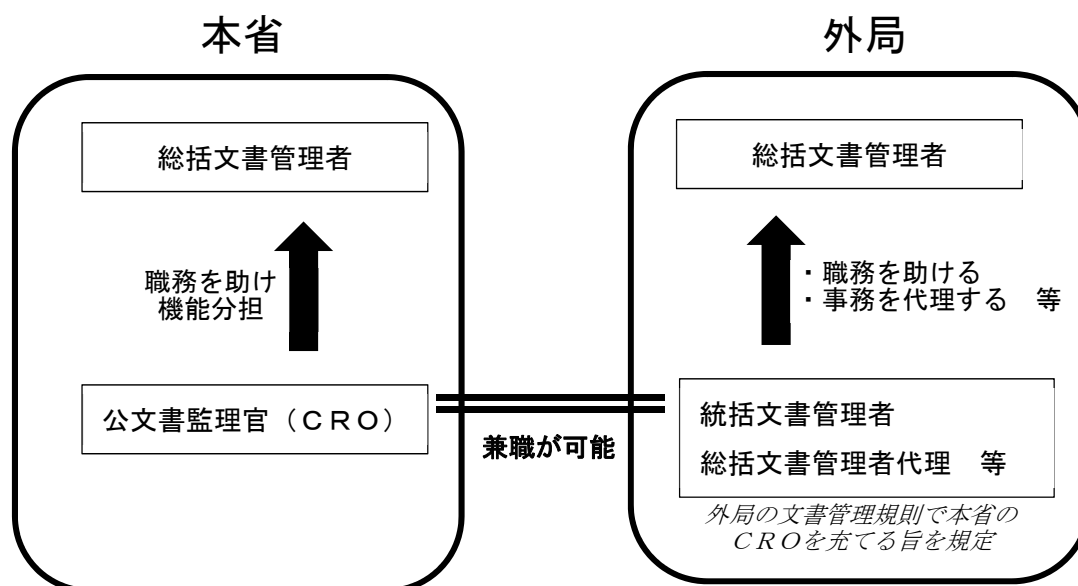 本省
総括文書管理者
職務を助け
機能分担
公文書監理官（ＣＲＯ）
兼職が可能
外局
総括文書管理者
・職務を助ける
・事務を代理する　等
統括文書管理者
総括文書管理者代理　等
外局の文書管理規則で本省の
ＣＲＯを充てる旨を規定